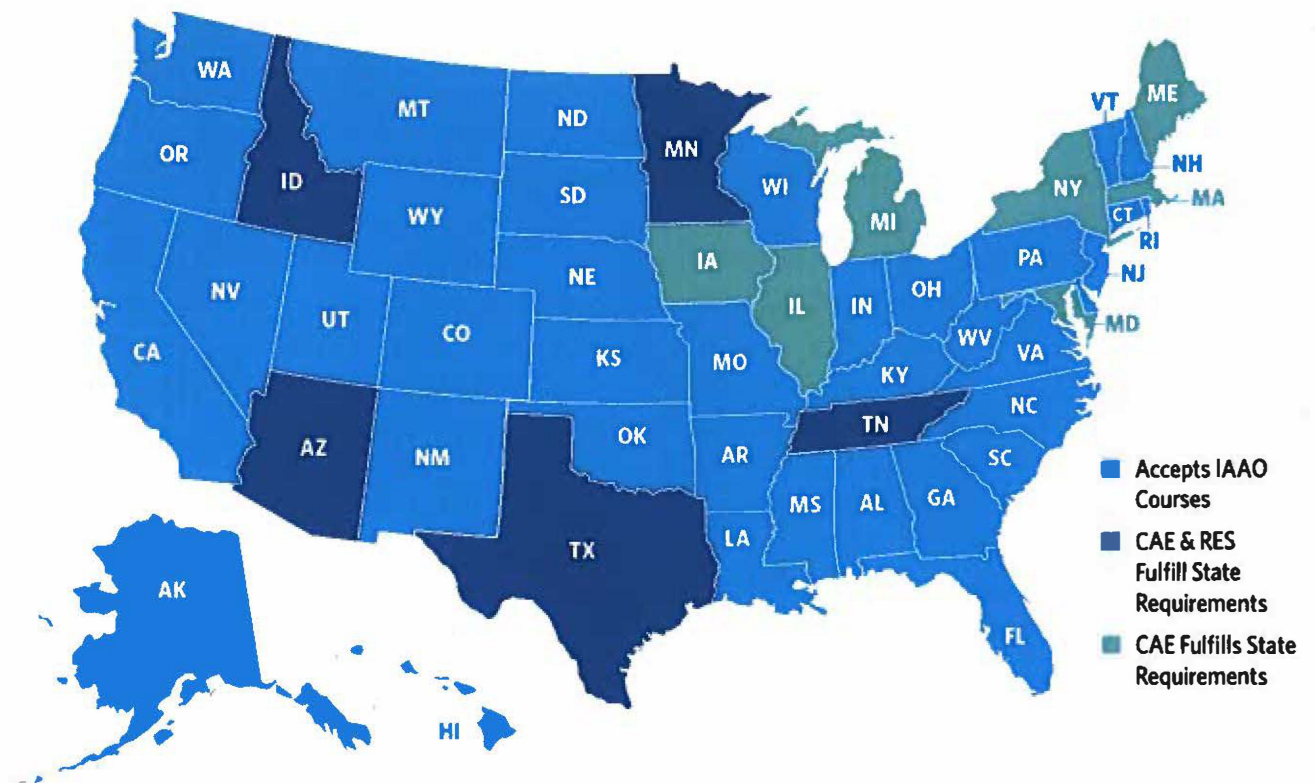 WA
MT
ND
MN
VT
ME
OR
ID
SD
WI
NH
WY
NY
MA
MI
CT
RI
IA
NE
PA
NJ
NV
UT
CO
IL
IN
OH
MD
CA
KS
MO
WV
VA
KY
NC
TN
AZ
NM
OK
AR
SC
MS
AL
GA
LA
TX
AK
FL
HI
Accepts IAAO
Courses
CAE & RES
Fulfill State
Requirements
CAE Fulfills State
Requirements